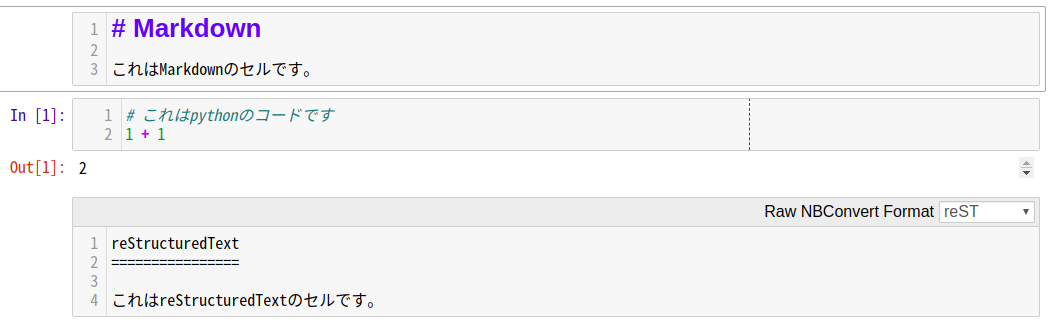 1 # Markdown
2
3 これはMarkdownのセルです。
In [1]: 1 # これはpythonのコードです
2 1 + 1
Out[1]: 2
Raw NBConvert Format reST
1 reStructuredText
2 ================
3
4 これはreStructuredTextのセルです。